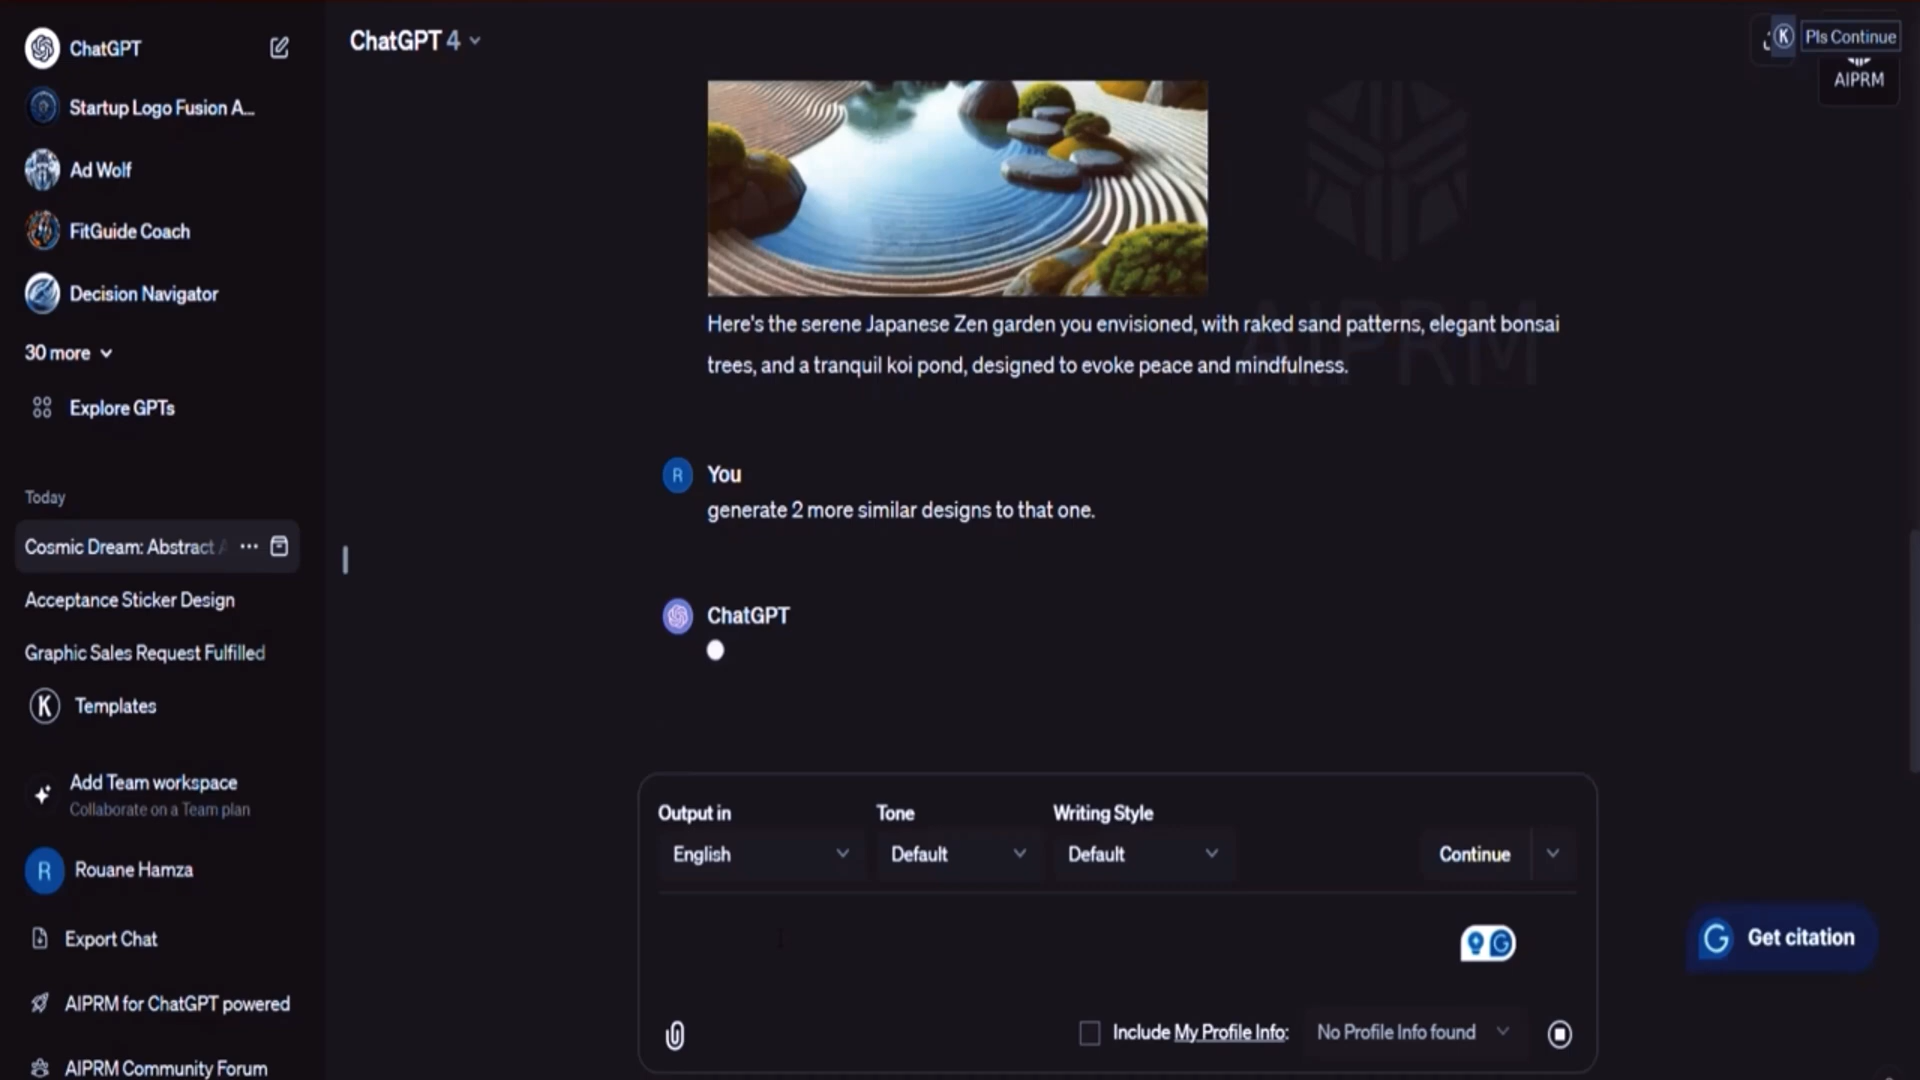 ChatGPT
Startup Logo Fusion A...
Ad Wolf
FitGuide Coach
Decision Navigator
30 more
Explore GPTs
Today
Cosmic Dream: Abstract A
Acceptance Sticker Design
Graphic Sales Request Fulfilled
K Templates
Add Team workspace
Collaborate on a Team plan
R Rouane Hamza
Export Chat
AIPRM for ChatGPT powered
AIPRM Community Forum
ChatGPT 4
K Pls Continue
AIPRM
AIPRM
Here's the serene Japanese Zen garden you envisioned, with raked sand patterns, elegant bonsai
trees, and a tranquil koi pond, designed to evoke peace and mindfulness.
R You
generate 2 more similar designs to that one.
ChatGPT
Output in Tone Writing Style
English Default Default Continue
G
G Get citation
Include My Profile Info: No Profile Info found